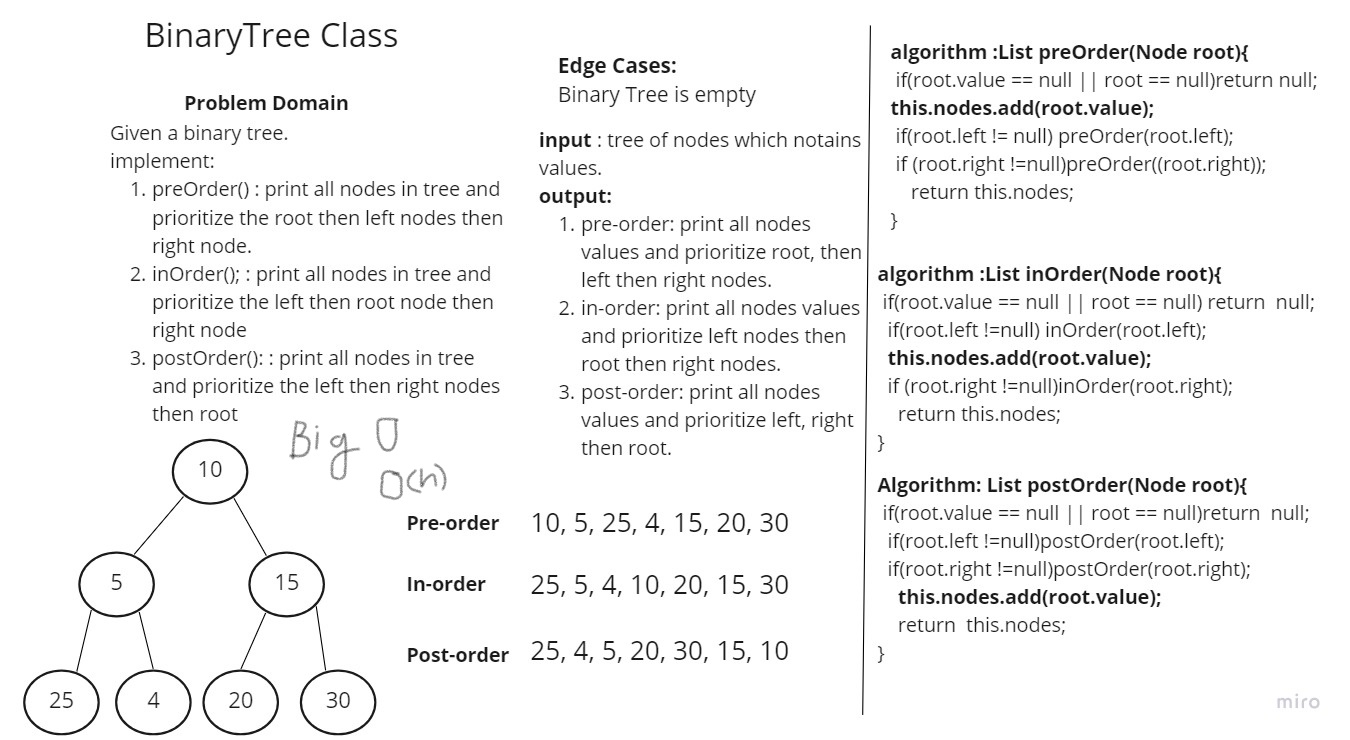 BinaryTree Class
Problem Domain
Given a binary tree.
implement:
1. preOrder() : print all nodes in tree and
prioritize the root then left nodes then
right node.
2. inOrder(); : print all nodes in tree and
prioritize the left then root node then
right node
3. postOrder(): : print all nodes in tree
and prioritize the left then right nodes
then root
Big O
O(n)
10
5
15
25
4
20
30
Edge Cases:
Binary Tree is empty
input : tree of nodes which notains
values.
output:
1. pre-order: print all nodes
values and prioritize root, then
left then right nodes.
2. in-order: print all nodes values
and prioritize left nodes then
root then right nodes.
3. post-order: print all nodes
values and prioritize left, right
then root.
Pre-order 10, 5, 25, 4, 15, 20, 30
In-order 25, 5, 4, 10, 20, 15, 30
Post-order 25, 4, 5, 20, 30, 15, 10
algorithm :List preOrder(Node root){
if(root.value == null || root == null)return null;
this.nodes.add(root.value);
if(root.left != null) preOrder(root.left);
if (root.right !=null)preOrder((root.right));
return this.nodes;
}
algorithm :List inOrder(Node root){
if(root.value == null || root == null) return  null;
if(root.left !=null) inOrder(root.left);
this.nodes.add(root.value);
if (root.right !=null)inOrder(root.right);
return this.nodes;
}
Algorithm: List postOrder(Node root){
if(root.value == null || root == null)return  null;
if(root.left !=null)postOrder(root.left);
if(root.right !=null)postOrder(root.right);
this.nodes.add(root.value);
return  this.nodes;
}
miro